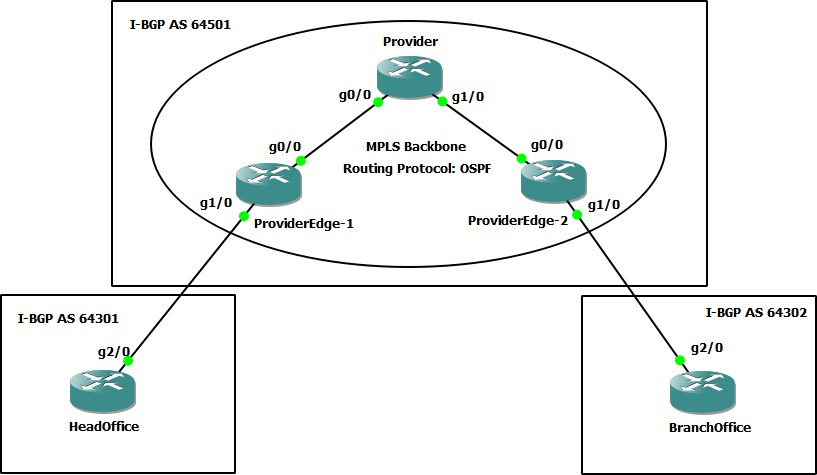 I-BGP AS 64501
Provider
g0/0
g1/0
MPLS Backbone
Routing Protocol: OSPF
g0/0
g0/0
g1/0
ProviderEdge-1
ProviderEdge-2
g1/0
I-BGP AS 64301
I-BGP AS 64302
g2/0
g2/0
HeadOffice
BranchOffice